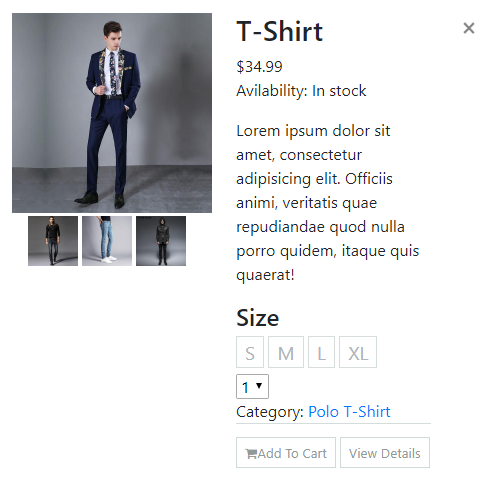 T-Shirt
×
$34.99
Avilability: In stock
Lorem ipsum dolor sit
amet, consectetur
adipisicing elit. Officiis
animi, veritatis quae
repudiandae quod nulla
porro quidem, itaque quis
quaerat!
Size
S M L XL
1
Category: Polo T-Shirt
Add To Cart View Details